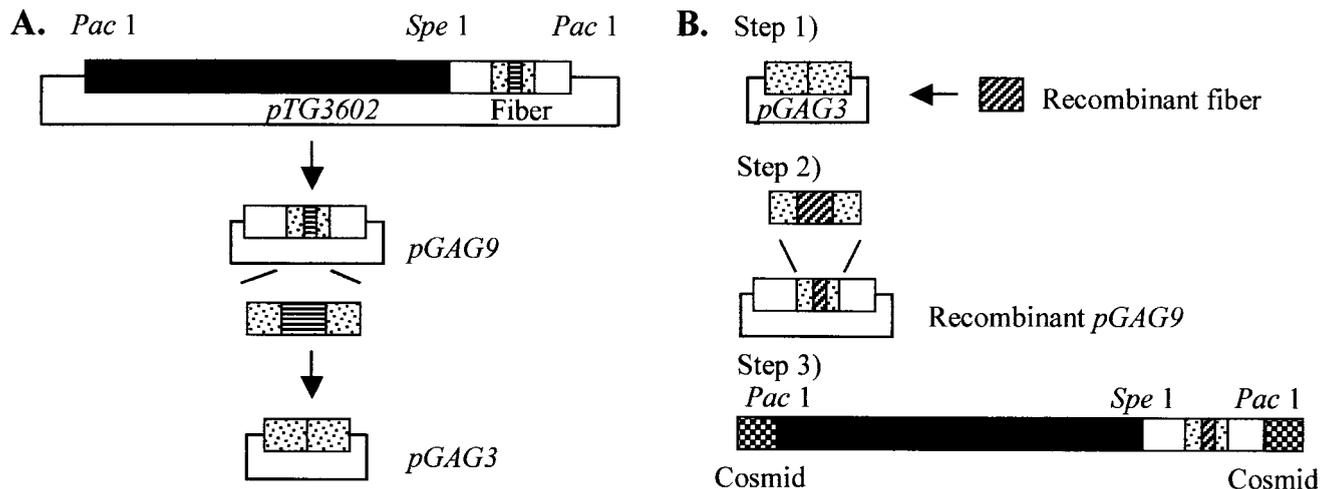 A. Pac 1 Spe 1 Pac 1
pTG3602 Fiber
pGAG9
pGAG3
B. Step 1)
pGAG3
Recombinant fiber
Step 2)
Recombinant pGAG9
Step 3)
Pac 1 Spe 1 Pac 1
Cosmid Cosmid